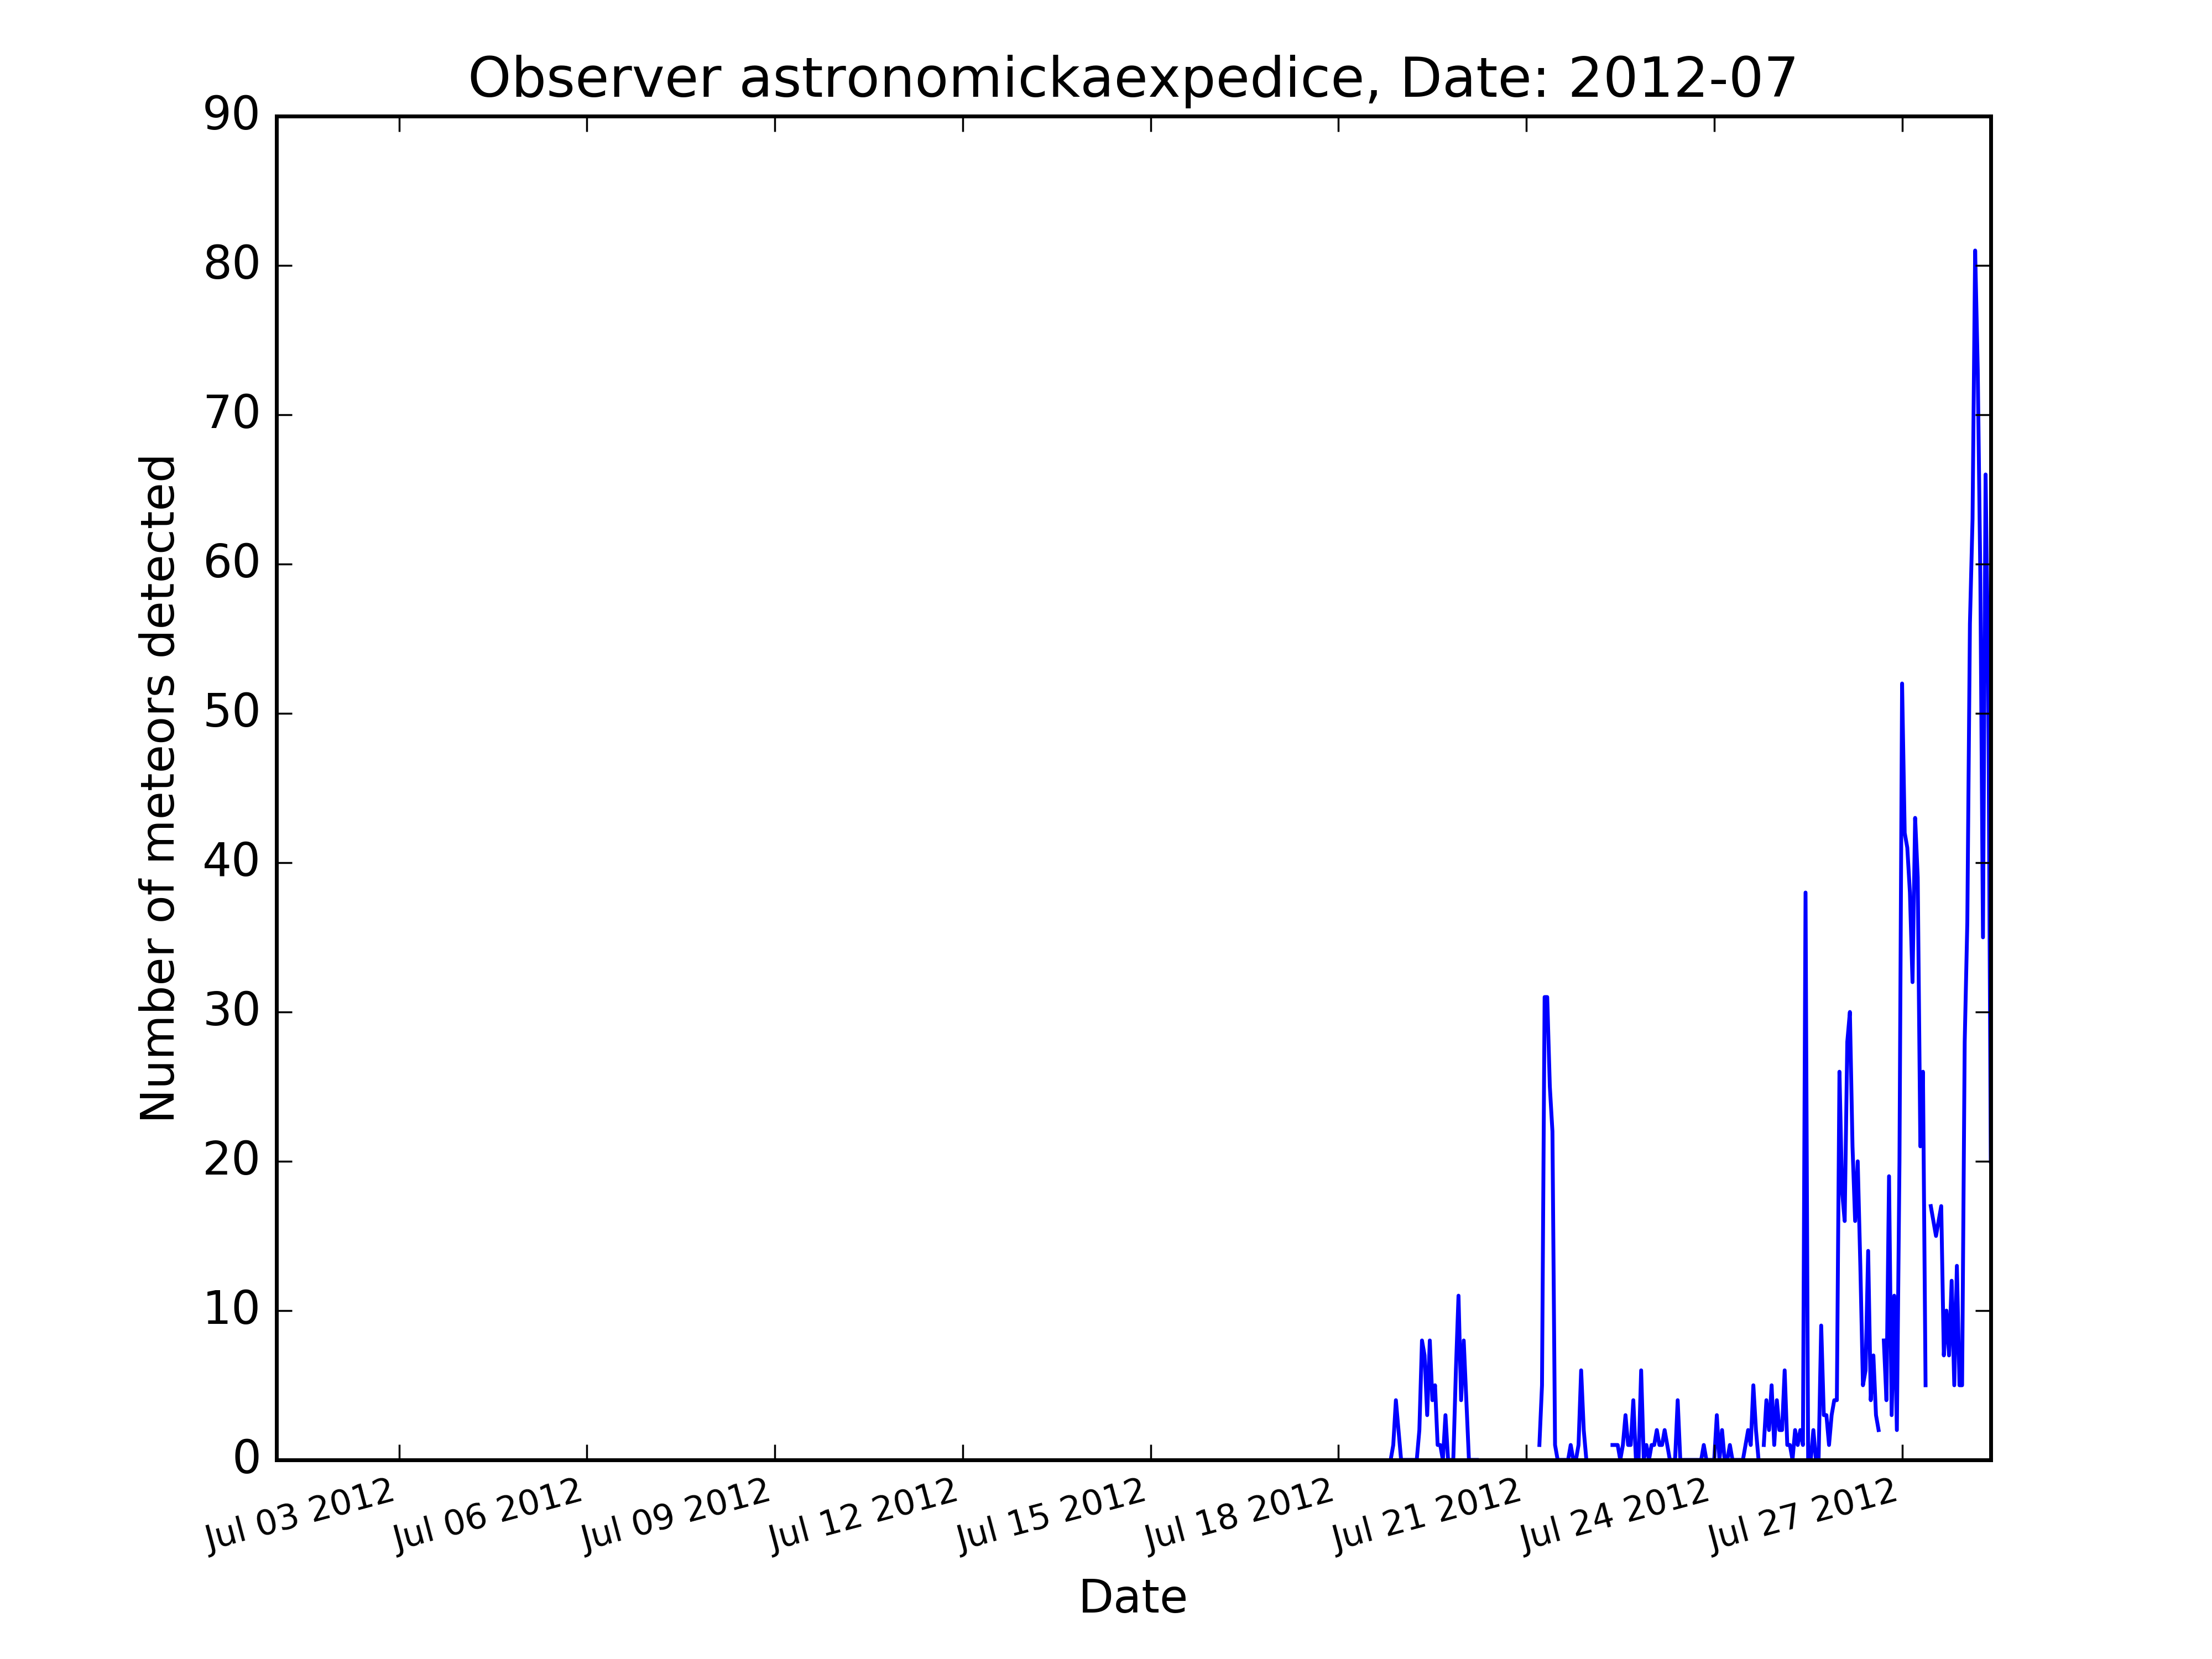 Observer astronomickaexpedice, Date: 2012-07
90
80
70
60
50
40
30
20
10
0
Number of meteors detected
Jul 03 2012
Jul 06 2012
Jul 09 2012
Jul 12 2012
Jul 15 2012
Jul 18 2012
Jul 21 2012
Jul 24 2012
Jul 27 2012
Date